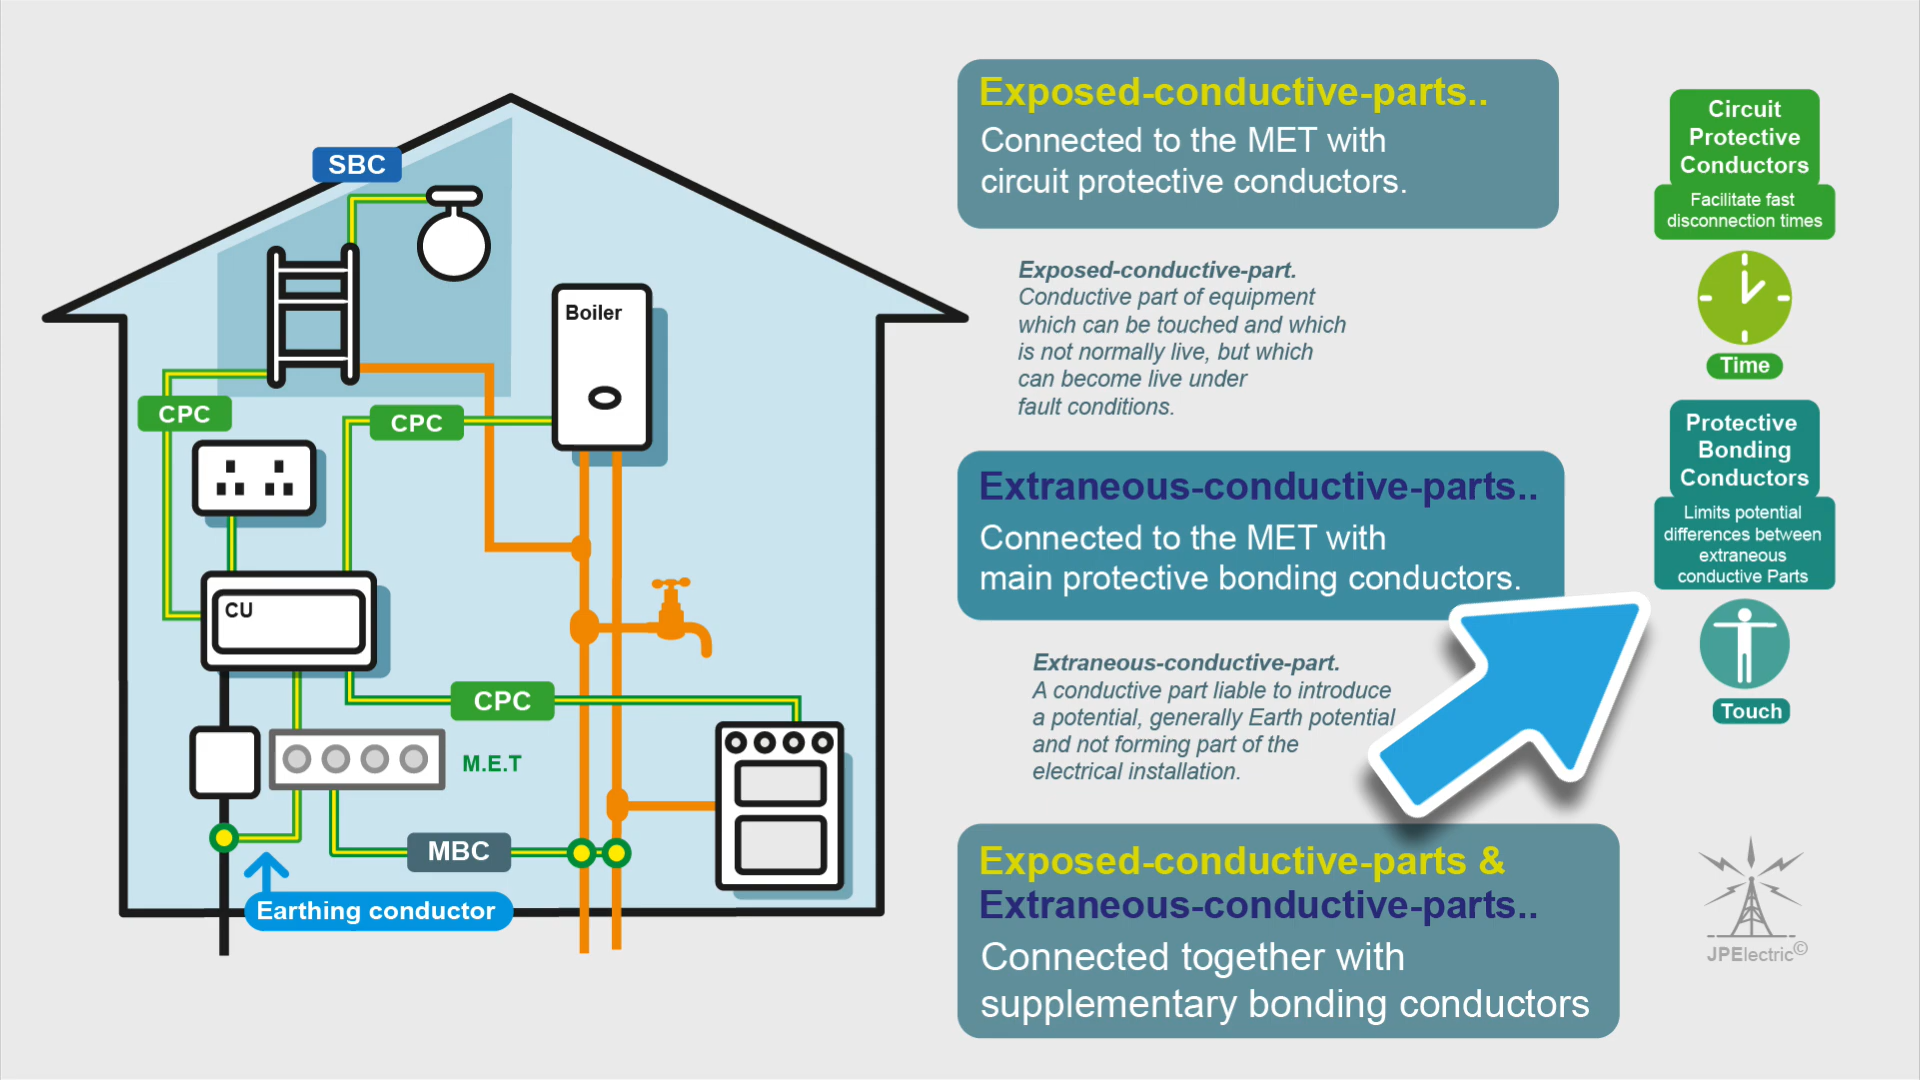 SBC
Boiler
CPC
CPC
CU
CPC
M.E.T
MBC
Earthing conductor
Exposed-conductive-parts..
Connected to the MET with
circuit protective conductors.
Exposed-conductive-part.
Conductive part of equipment
which can be touched and which
is not normally live, but which
can become live under
fault conditions.
Extraneous-conductive-parts..
Connected to the MET with
main protective bonding conductors.
Extraneous-conductive-part.
A conductive part liable to introduce
a potential, generally Earth potential
and not forming part of the
electrical installation.
Exposed-conductive-parts &
Extraneous-conductive-parts..
Connected together with
supplementary bonding conductors
Circuit
Protective
Conductors
Facilitate fast
disconnection times
Time
Protective
Bonding
Conductors
Limits potential
differences between
extraneous
conductive Parts
Touch
JPElectric©